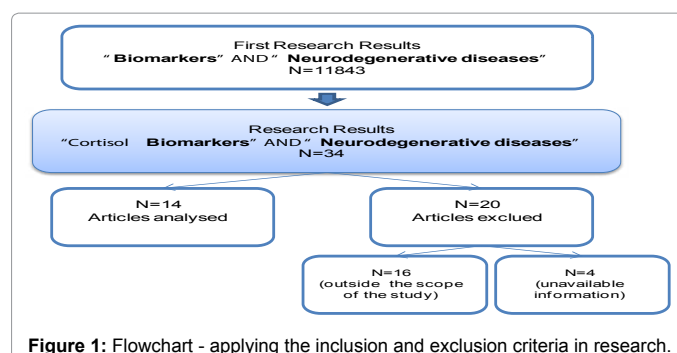 First Research Results
“Biomarkers” AND“ Neurodegenerative diseases”
N=11843
Research Results
“Cortisol Biomarkers” AND“ Neurodegenerative diseases”
N=34
N=14
Articles analysed
N=20
Articles exclued
N=16
(outside the scope
of the study)
N=4
(unavailable
information)
Figure 1: Flowchart - applying the inclusion and exclusion criteria in research.